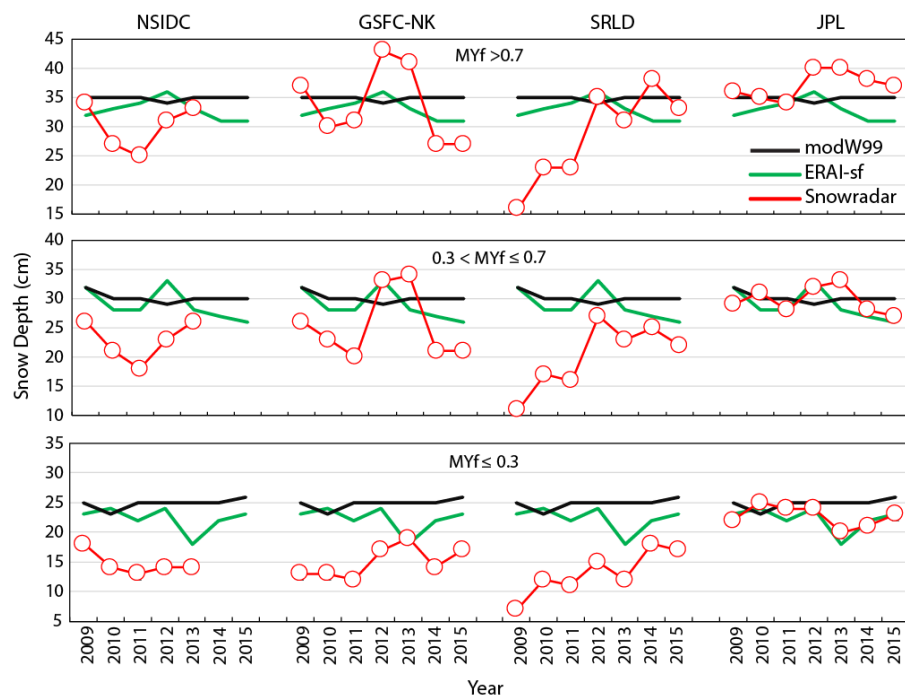 NSIDC GSFC-NK SRLD JPL
45
40
35
30
25
20
15
MYf >0.7
modW99
ERAI-sf
Snowradar
40
35
30
25
20
15
10
0.3 < MYf ≤ 0.7
Snow Depth (cm)
35
30
25
20
15
10
5
MYf ≤ 0.3
2009 2010 2011 2012 2013 2014 2015 2009 2010 2011 2012 2013 2014 2015 2009 2010 2011 2012 2013 2014 2015 2009 2010 2011 2012 2013 2014 2015
Year